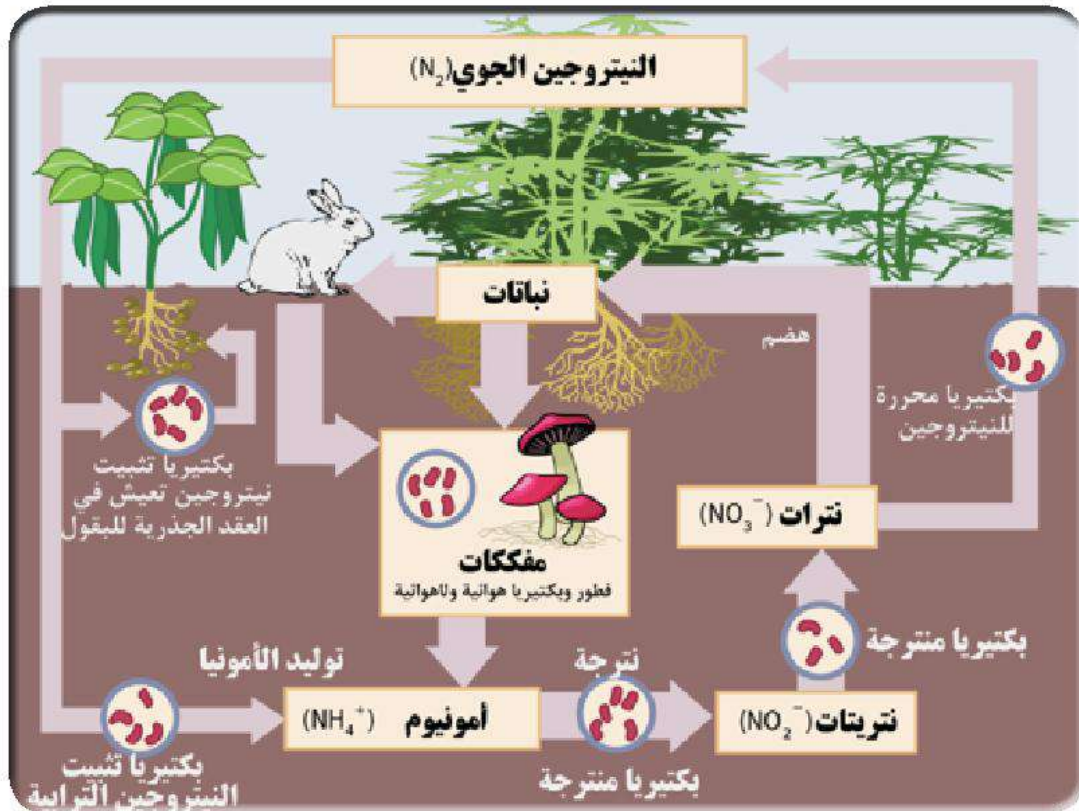 النيتروجين الجوي (N₂)
نباتات
هضم
بكتيريا محررة
للنيتروجين
بكتيريا تثبيت
نيتروجين تعيش في
العقد الجذرية للبقول
نترات (NO₃⁻)
مفككات
فطور وبكتيريا هوائية ولاهوائية
بكتيريا منترجة
توليد الأمونيا
نترجة
أمونيوم (NH₄⁺)
نتريتات (NO₂⁻)
بكتيريا تثبيت
النيتروجين الترابية
بكتيريا منترجة